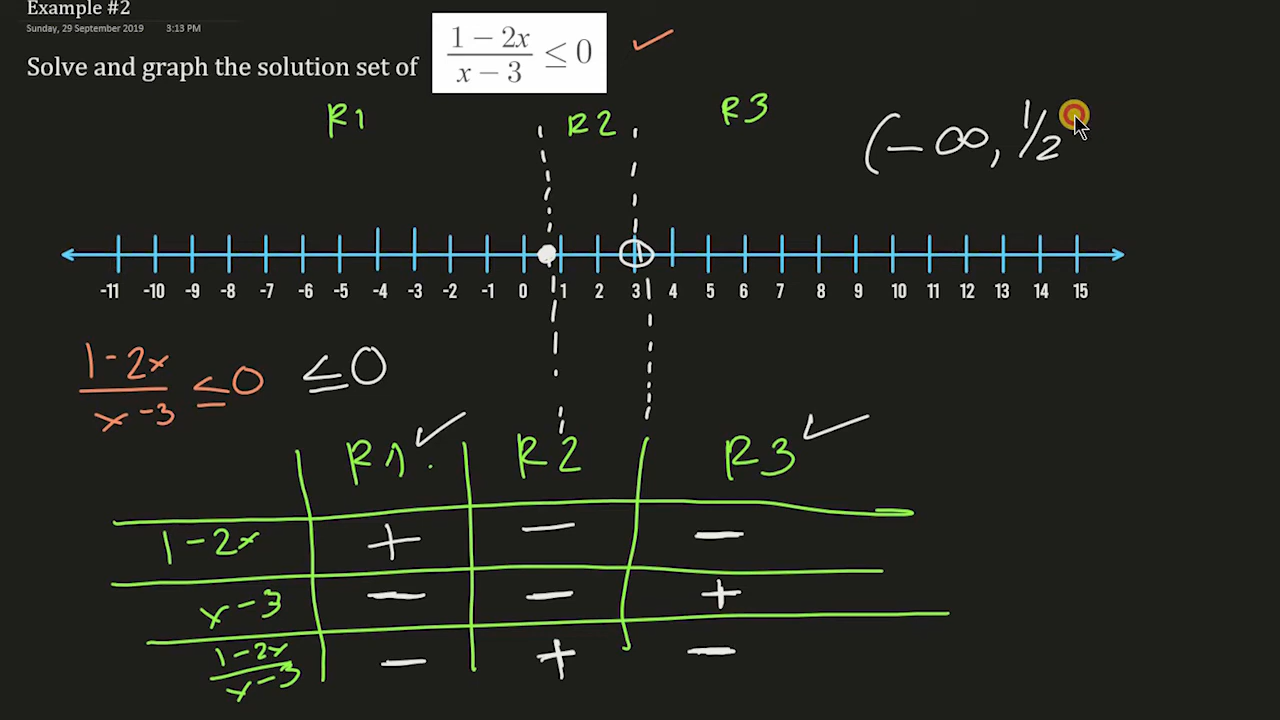 Example #2
Sunday, 29 September 2019 3:13 PM
Solve and graph the solution set of (1 − 2x)/(x − 3) ≤ 0 ✓
R1 R2 R3
(−∞, 1/2
-11 -10 -9 -8 -7 -6 -5 -4 -3 -2 -1 0 1 2 3 4 5 6 7 8 9 10 11 12 13 14 15
(1-2x)/(x-3) ≤0 ≤0
R1 ✓ R2 R3 ✓
1-2x + − −
x-3 − − +
(1-2x)/(x-3) − + −